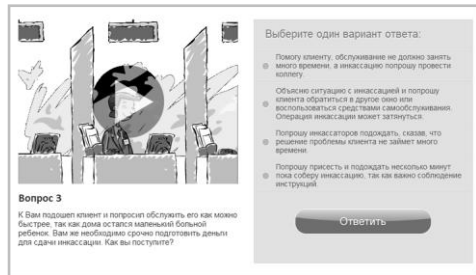 Вопрос 3
К Вам подошел клиент и попросил обслужить его как можно
быстрее, так как дома остался маленький больной
ребенок. Вам же необходимо срочно подготовить деньги
для сдачи инкассации. Как вы поступите?
Выберите один вариант ответа:
Помогу клиенту, обслуживание не должно занять
много времени, а инкассацию попрошу провести
коллегу.
Объясню ситуацию с инкассацией и попрошу
клиента обратиться в другое окно или
воспользоваться средствами самообслуживания.
Операция инкассации может затянуться.
Попрошу инкассаторов подождать, сказав, что
решение проблемы клиента не займет много
времени.
Попрошу присесть и подождать несколько минут
пока соберу инкассацию, так как важно соблюдение
инструкций.
Ответить